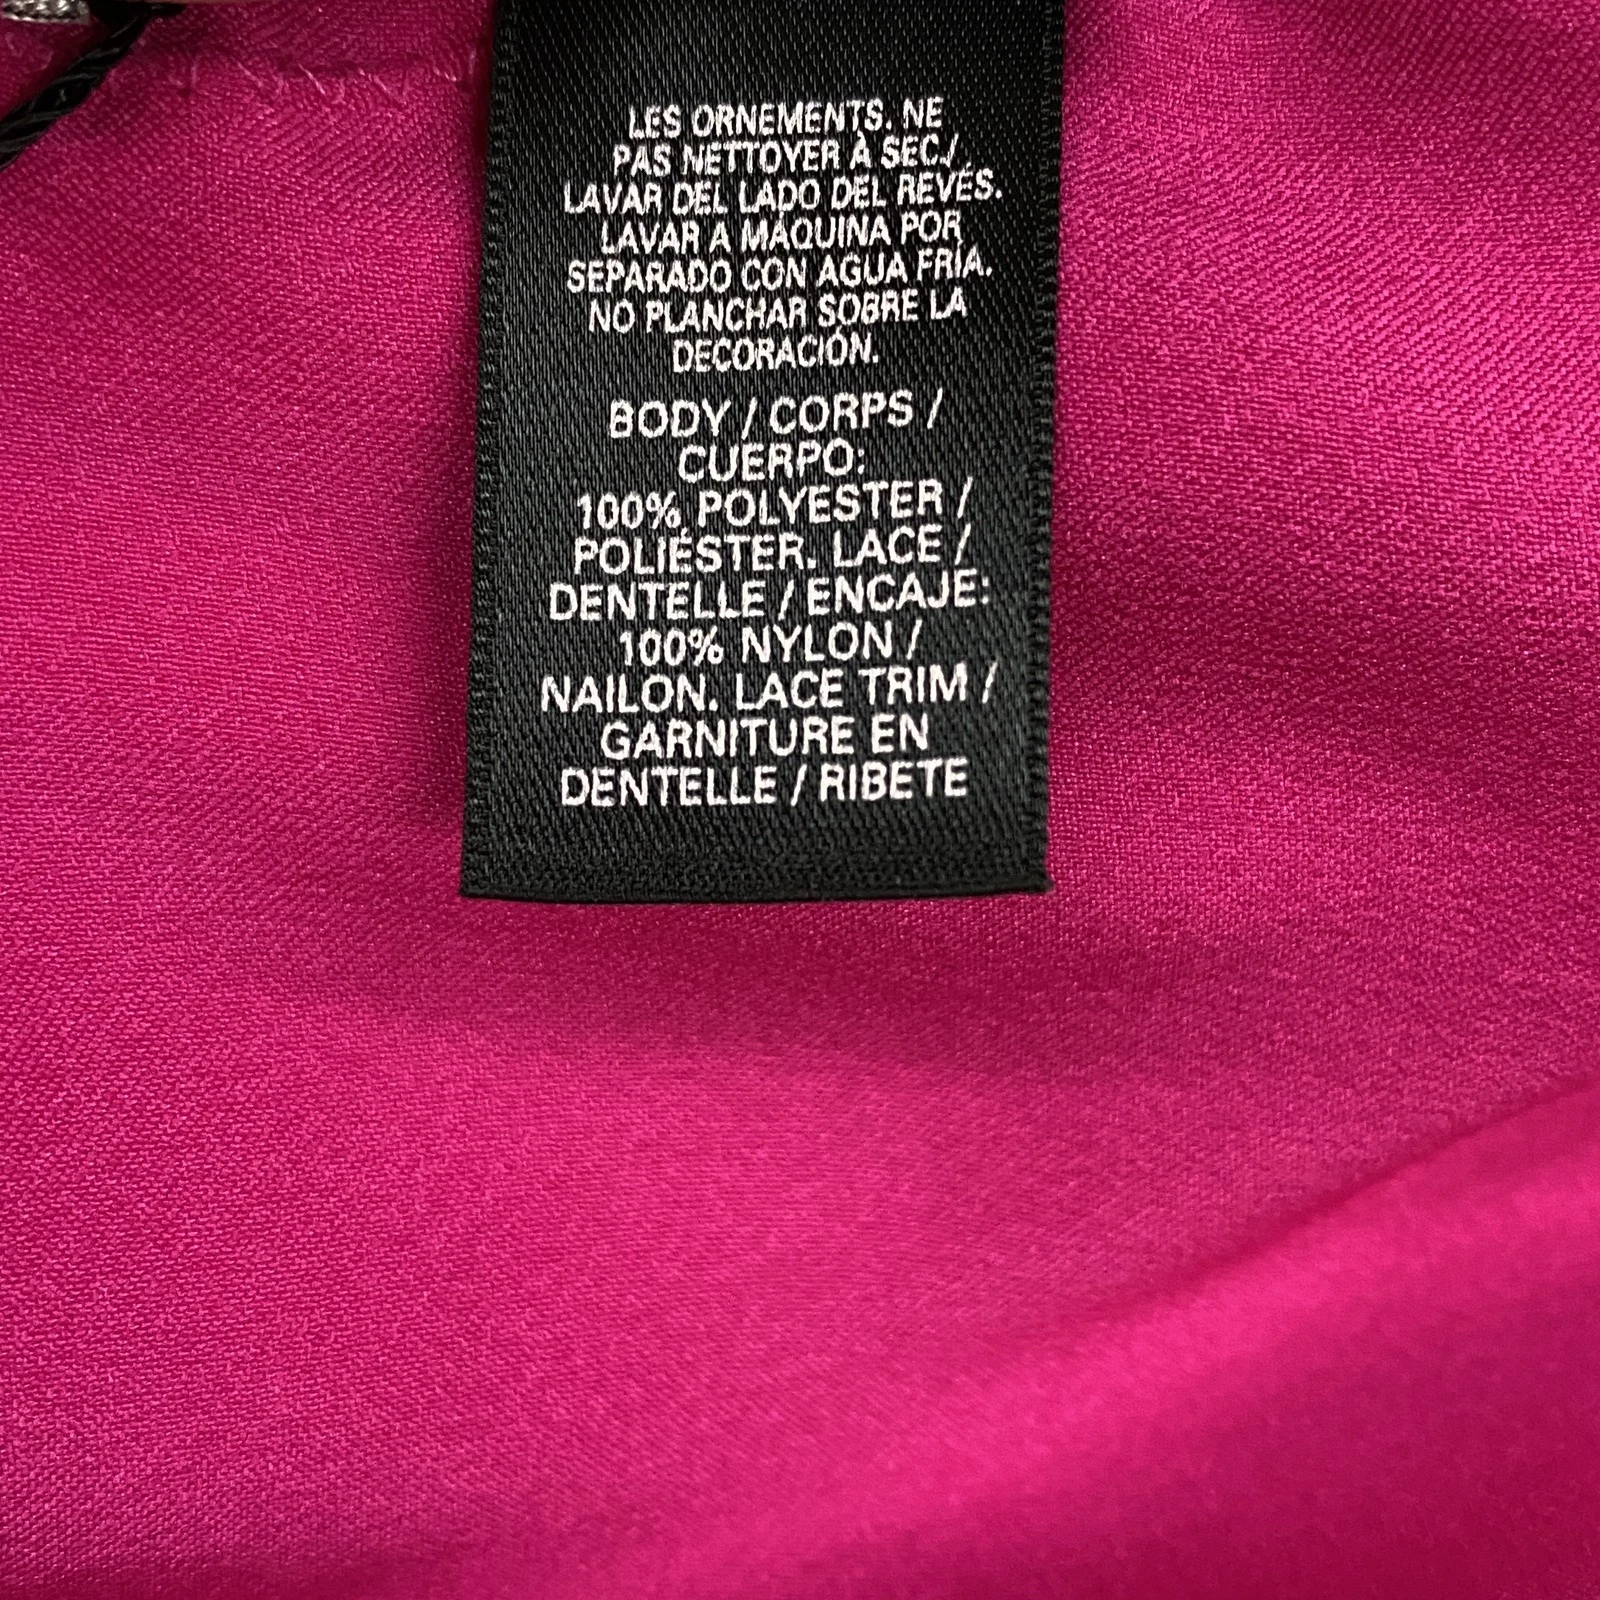 LES ORNEMENTS. NE
PAS NETTOYER À SEC./
LAVAR DEL LADO DEL REVÉS.
LAVAR A MÁQUINA POR
SEPARADO CON AGUA FRÍA.
NO PLANCHAR SOBRE LA
DECORACIÓN.
BODY / CORPS /
CUERPO:
100% POLYESTER /
POLIÉSTER. LACE /
DENTELLE / ENCAJE:
100% NYLON /
NAILON. LACE TRIM /
GARNITURE EN
DENTELLE / RIBETE